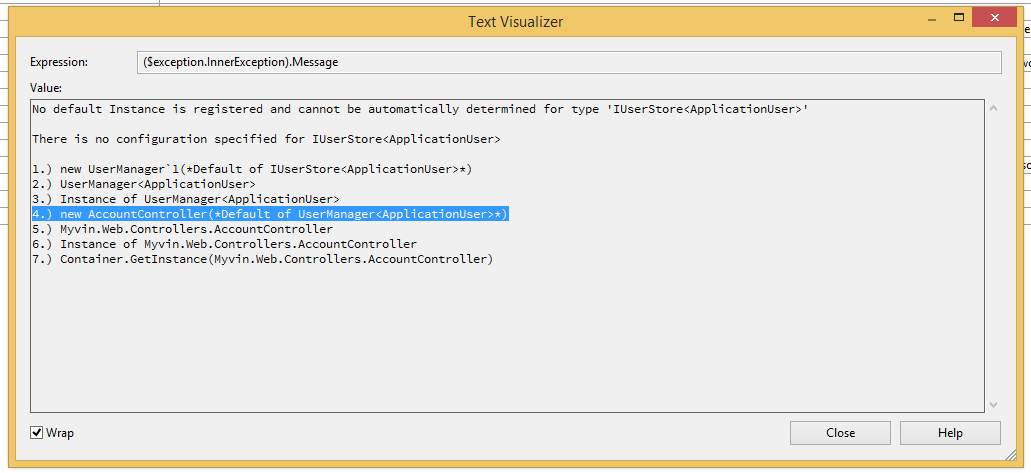 Text Visualizer
Expression: ($exception.InnerException).Message
Value:
No default Instance is registered and cannot be automatically determined for type 'IUserStore<ApplicationUser>'
There is no configuration specified for IUserStore<ApplicationUser>
1.) new UserManager`1(*Default of IUserStore<ApplicationUser>*)
2.) UserManager<ApplicationUser>
3.) Instance of UserManager<ApplicationUser>
4.) new AccountController(*Default of UserManager<ApplicationUser>*)
5.) Myvin.Web.Controllers.AccountController
6.) Instance of Myvin.Web.Controllers.AccountController
7.) Container.GetInstance(Myvin.Web.Controllers.AccountController)
Wrap
Close
Help